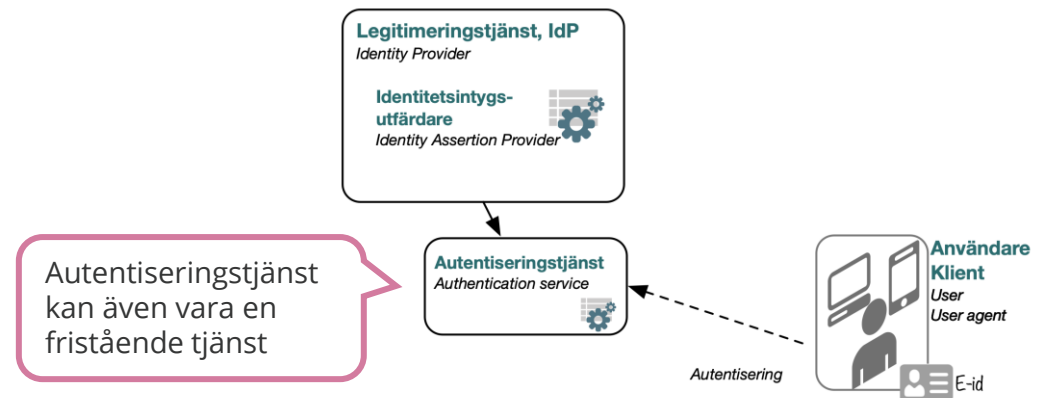 Legitimeringstjänst, IdP
Identity Provider
Identitetsintygs-
utfärdare
Identity Assertion Provider
Autentiseringstjänst
kan även vara en
fristående tjänst
Autentiseringstjänst
Authentication service
Användare
Klient
User
User agent
Autentisering
E-id